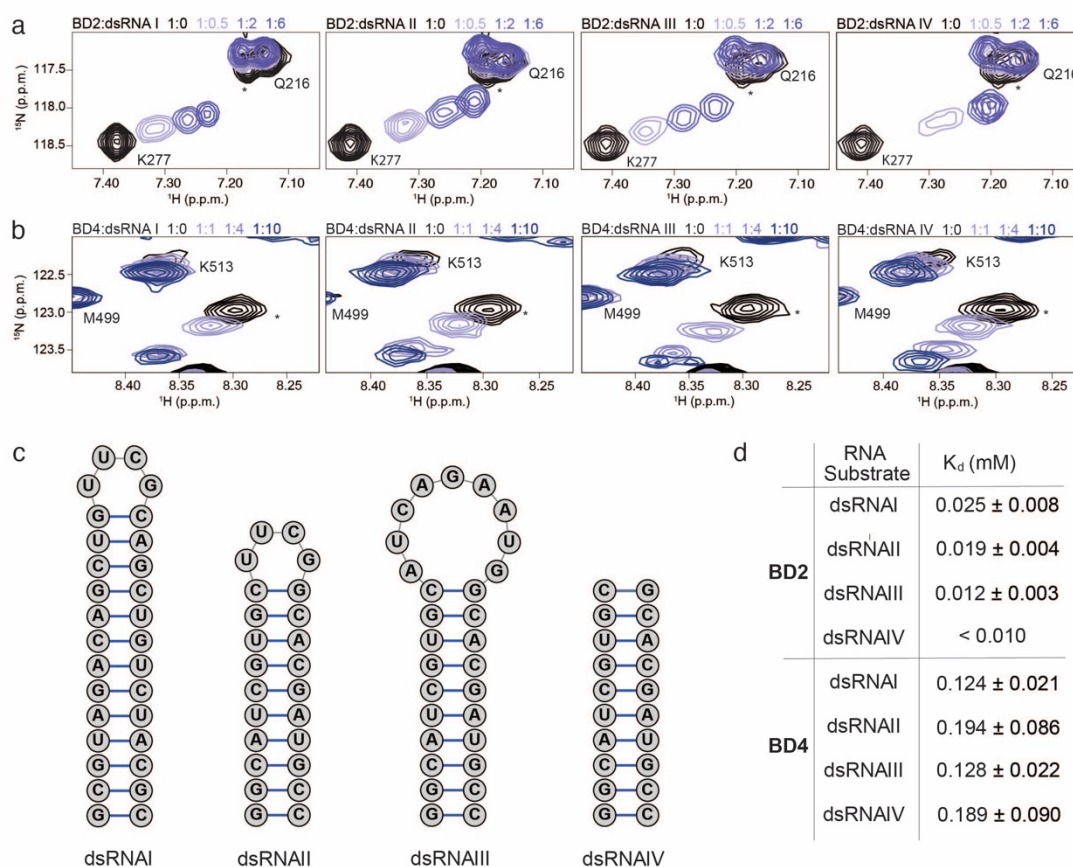 a
BD2:dsRNA I 1:0 1:0.5 1:2 1:6
BD2:dsRNA II 1:0 1:0.5 1:2 1:6
BD2:dsRNA III 1:0 1:0.5 1:2 1:6
BD2:dsRNA IV 1:0 1:0.5 1:2 1:6
¹⁵N (p.p.m.)
117.5
118.0
118.5
Q216
*
K277
Q216
*
K277
Q216
*
K277
Q216
*
K277
7.40 7.30 7.20 7.10
7.40 7.30 7.20 7.10
7.40 7.30 7.20 7.10
7.40 7.30 7.20 7.10
¹H (p.p.m.)
¹H (p.p.m.)
¹H (p.p.m.)
¹H (p.p.m.)
b
BD4:dsRNA I 1:0 1:1 1:4 1:10
BD4:dsRNA II 1:0 1:1 1:4 1:10
BD4:dsRNA III 1:0 1:1 1:4 1:10
BD4:dsRNA IV 1:0 1:1 1:4 1:10
¹⁵N (p.p.m.)
122.5
123.0
123.5
K513
M499
*
K513
M499
*
K513
M499
*
K513
M499
*
8.40 8.35 8.30 8.25
8.40 8.35 8.30 8.25
8.40 8.35 8.30 8.25
8.40 8.35 8.30 8.25
¹H (p.p.m.)
¹H (p.p.m.)
¹H (p.p.m.)
¹H (p.p.m.)
c
U C
U G
G C
U A
C G
G C
A U
C G
A U
G C
A U
U A
G C
C G
G C
dsRNAI
U C
U G
C G
G C
U A
G C
C G
U A
A U
C G
G C
G C
dsRNAII
G
A A
C A
U U
A G
C G
G C
U A
G C
C G
U A
A U
C G
G C
G C
dsRNAIII
C G
G C
U A
G C
C G
U A
A U
C G
G C
G C
dsRNAIV
d
RNA Substrate K_d (mM)
BD2
dsRNAI 0.025 ± 0.008
dsRNAII 0.019 ± 0.004
dsRNAIII 0.012 ± 0.003
dsRNAIV < 0.010
BD4
dsRNAI 0.124 ± 0.021
dsRNAII 0.194 ± 0.086
dsRNAIII 0.128 ± 0.022
dsRNAIV 0.189 ± 0.090